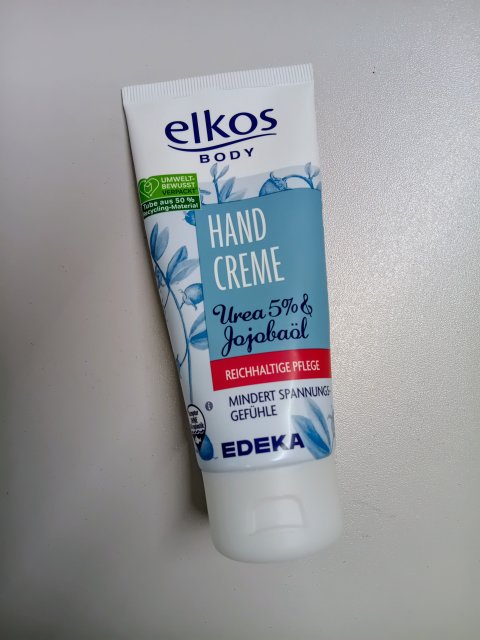 elkos
BODY
UMWELT-
BEWUSST
VERPACKT
Tube aus 50 %
Recycling-Material
HAND
CREME
Urea 5% &
Jojobaöl
REICHHALTIGE PFLEGE
MINDERT SPANNUNGS-
GEFÜHLE
EDEKA